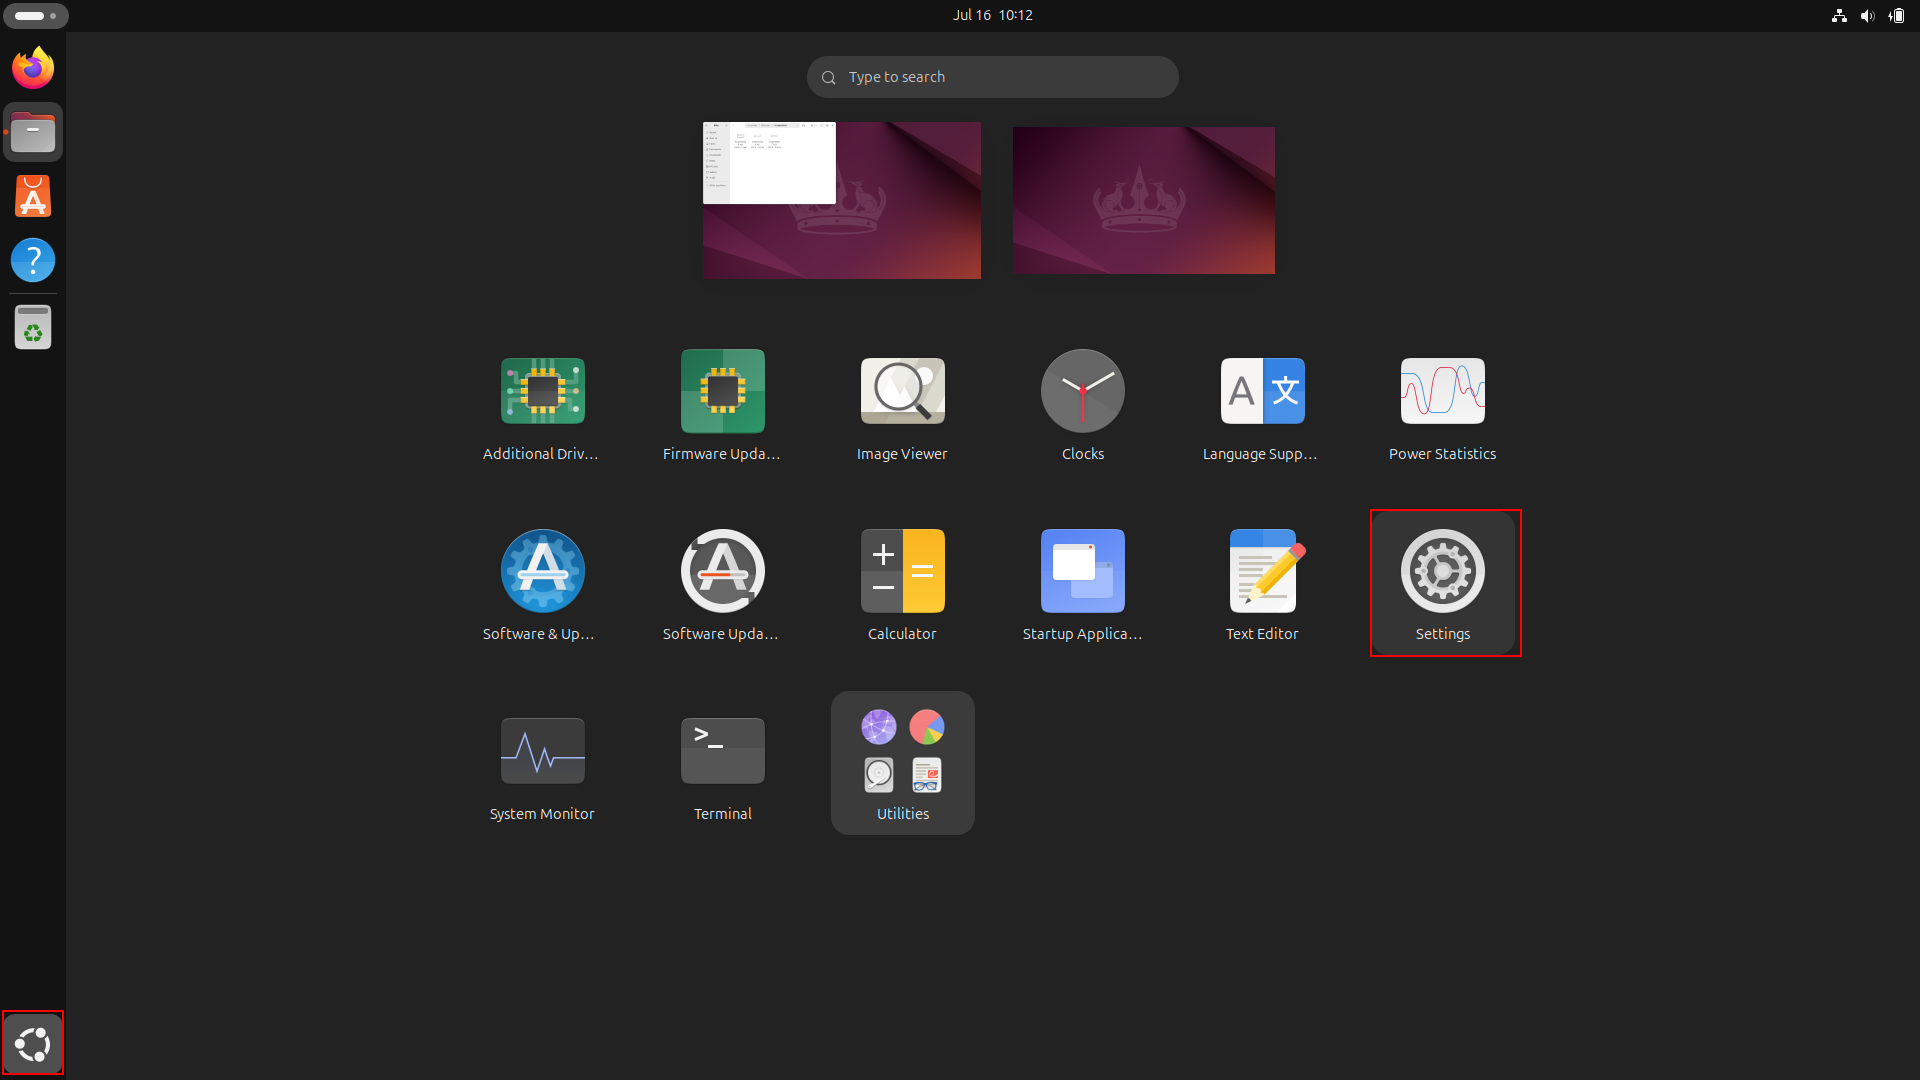 Jul 16 10:12
Type to search
Additional Driv...
Firmware Upda...
Image Viewer
Clocks
Language Supp...
Power Statistics
Software & Up...
Software Upda...
Calculator
Startup Applica...
Text Editor
Settings
System Monitor
Terminal
Utilities